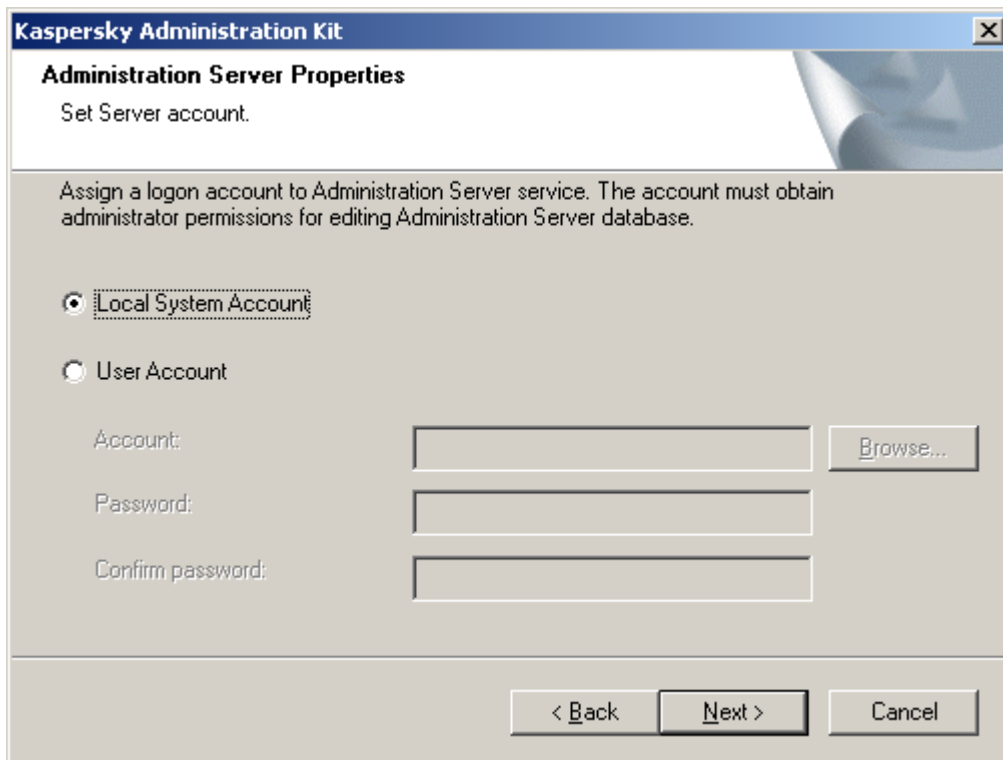 Kaspersky Administration Kit
Administration Server Properties
Set Server account.
Assign a logon account to Administration Server service. The account must obtain
administrator permissions for editing Administration Server database.
Local System Account
User Account
Account:
Browse...
Password:
Confirm password:
< Back
Next >
Cancel